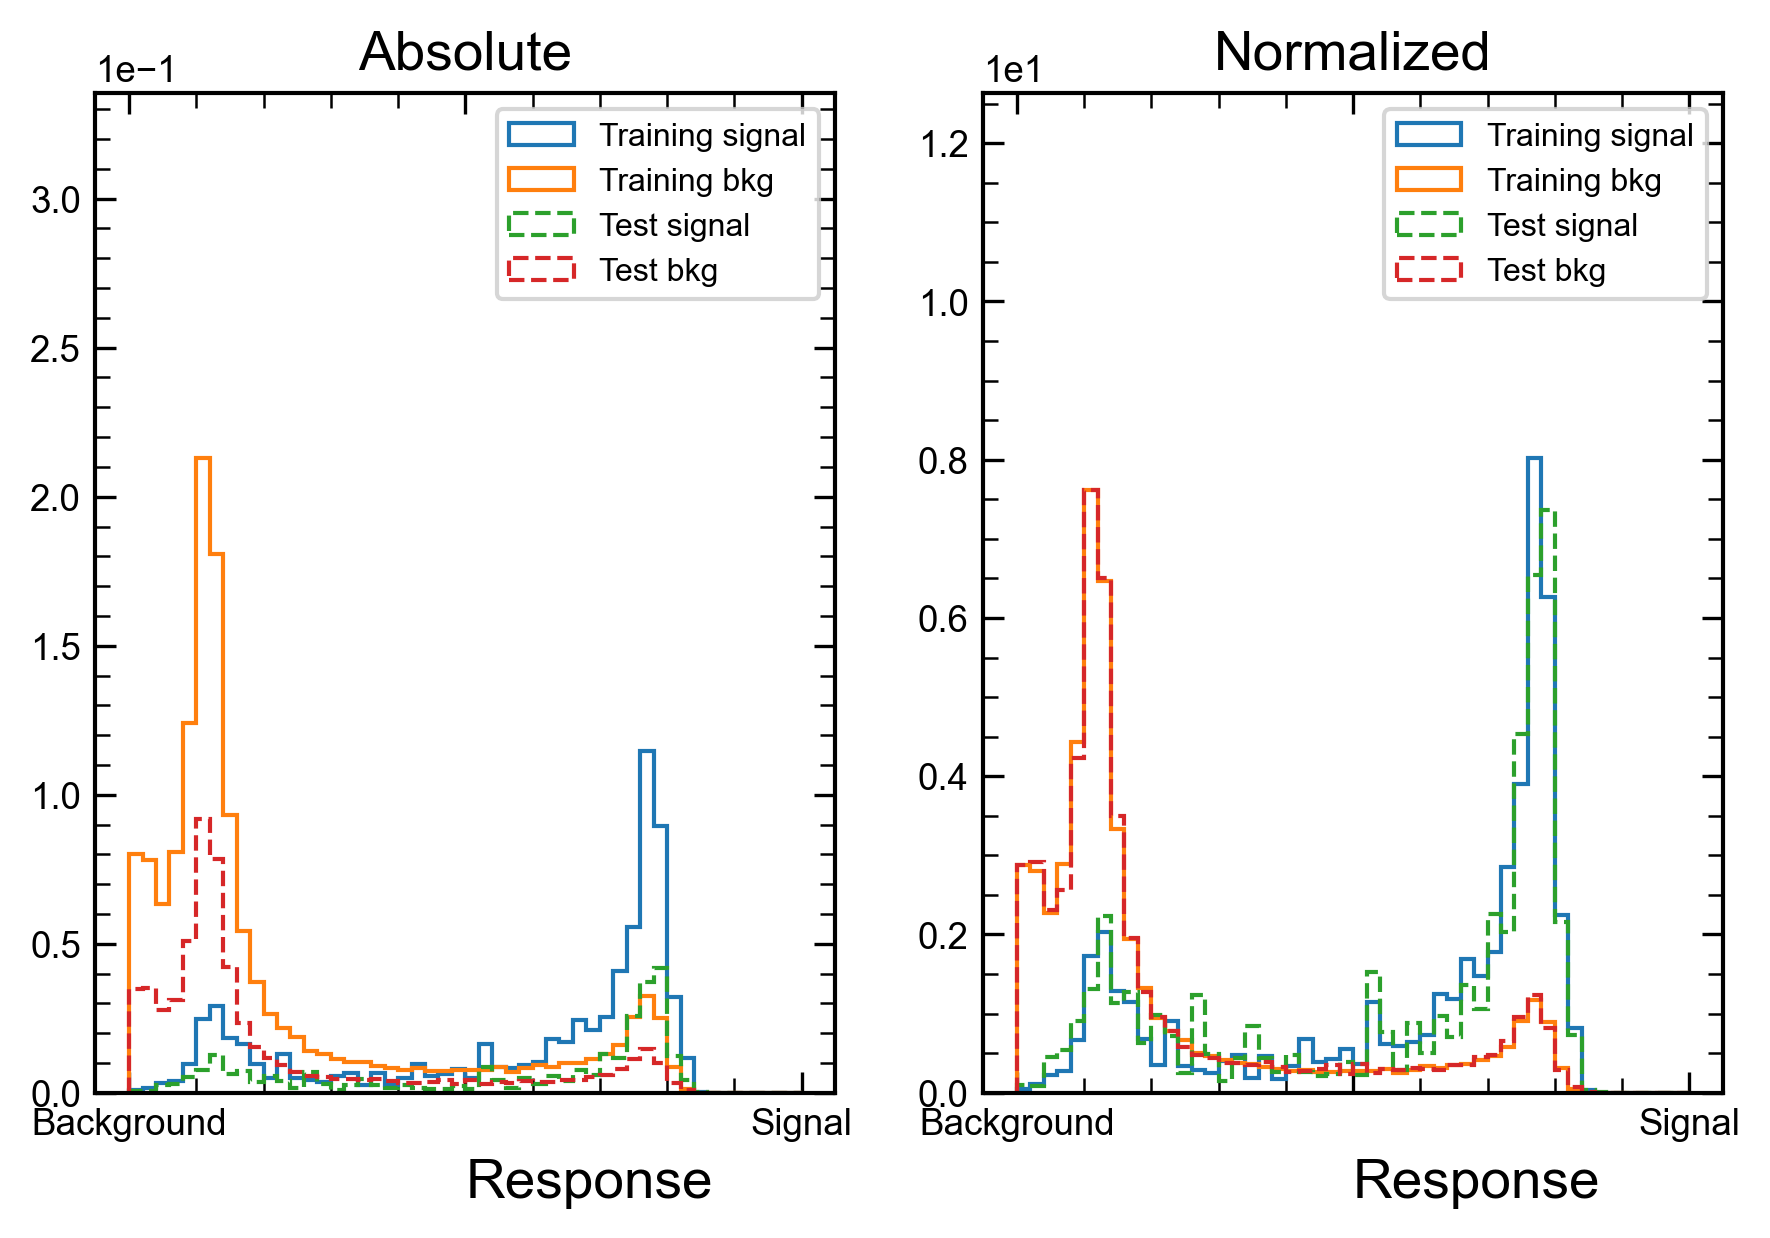 Absolute
1e−1
3.0
2.5
2.0
1.5
1.0
0.5
0.0
Training signal
Training bkg
Test signal
Test bkg
Background
Signal
Response
Normalized
1e1
1.2
1.0
0.8
0.6
0.4
0.2
0.0
Training signal
Training bkg
Test signal
Test bkg
Background
Signal
Response